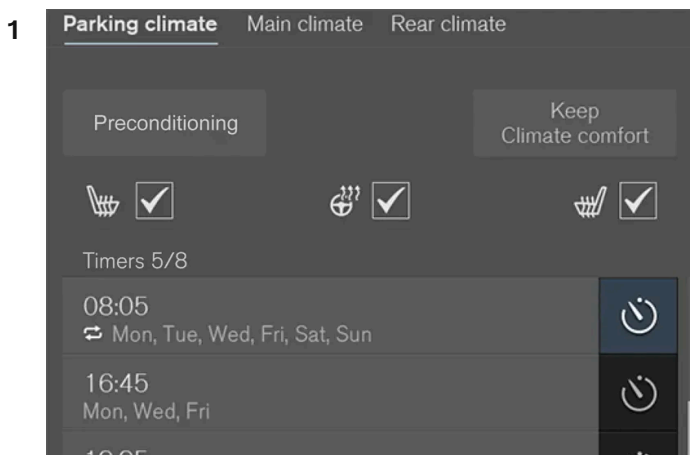 1
Parking climate Main climate Rear climate
Preconditioning
Keep
Climate comfort
Timers 5/8
08:05
Mon, Tue, Wed, Fri, Sat, Sun
16:45
Mon, Wed, Fri